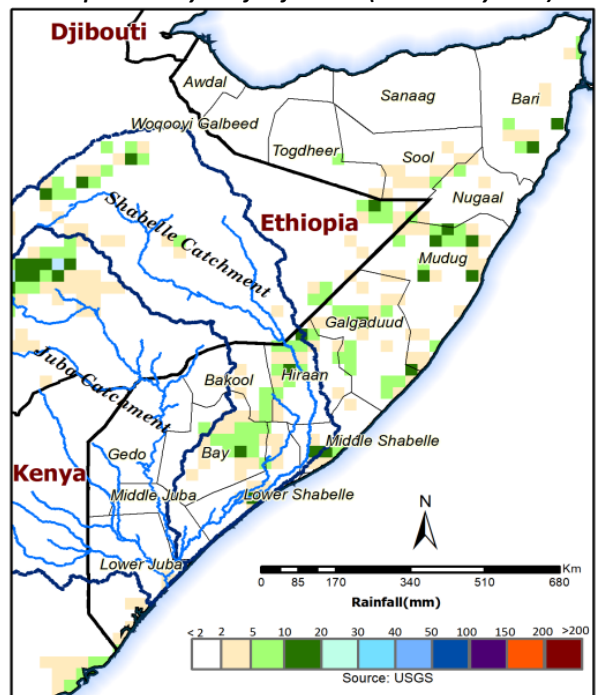 Djibouti
Awdal
Sanaag
Bari
Woqooyi Galbeed
Togdheer
Sool
Nugaal
Shabelle Catchment
Ethiopia
Mudug
Galgaduud
Juba Catchment
Bakool
Hiraan
Middle Shabelle
Gedo
Bay
Kenya
Middle Juba
Lower Shabelle
N
Lower Juba
Km
0 85 170 340 510 680
Rainfall(mm)
< 2 2 5 10 20 30 40 50 100 150 200 >200
Source: USGS